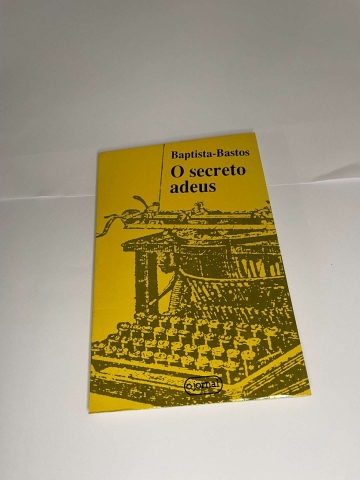 Baptista-Bastos
O secreto
adeus
o jornal